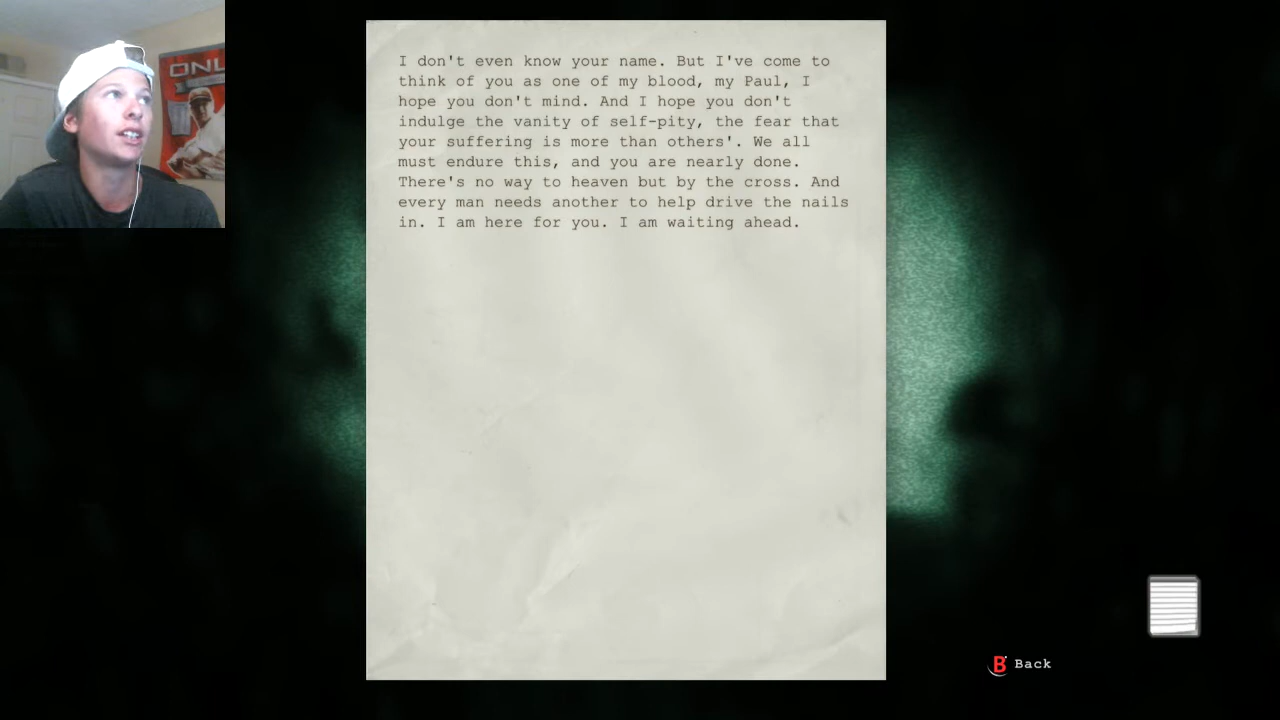 ONL
I don't even know your name. But I've come to
think of you as one of my blood, my Paul, I
hope you don't mind. And I hope you don't
indulge the vanity of self-pity, the fear that
your suffering is more than others'. We all
must endure this, and you are nearly done.
There's no way to heaven but by the cross. And
every man needs another to help drive the nails
in. I am here for you. I am waiting ahead.
B Back